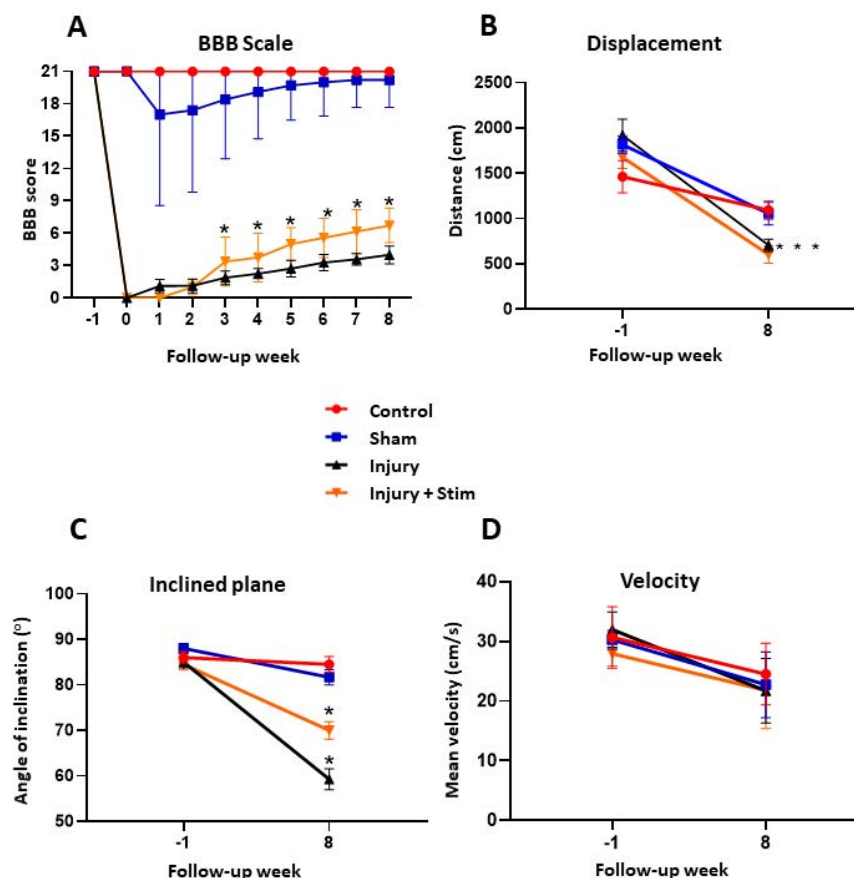 A
BBB Scale
BBB score
21
18
15
12
9
6
3
0
* * * * * *
-1 0 1 2 3 4 5 6 7 8
Follow-up week
B
Displacement
Distance (cm)
2500
2000
1500
1000
500
0
* * *
-1 8
Follow-up week
Control
Sham
Injury
Injury + Stim
C
Inclined plane
Angle of inclination (°)
100
90
80
70
60
50
*
*
-1 8
Follow-up week
D
Velocity
Mean velocity (cm/s)
40
30
20
10
0
-1 8
Follow-up week